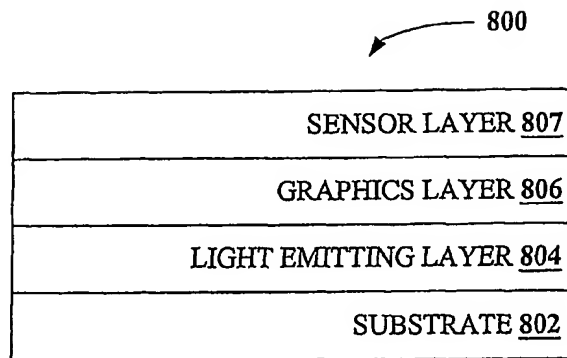 800
SENSOR LAYER 807
GRAPHICS LAYER 806
LIGHT EMITTING LAYER 804
SUBSTRATE 802